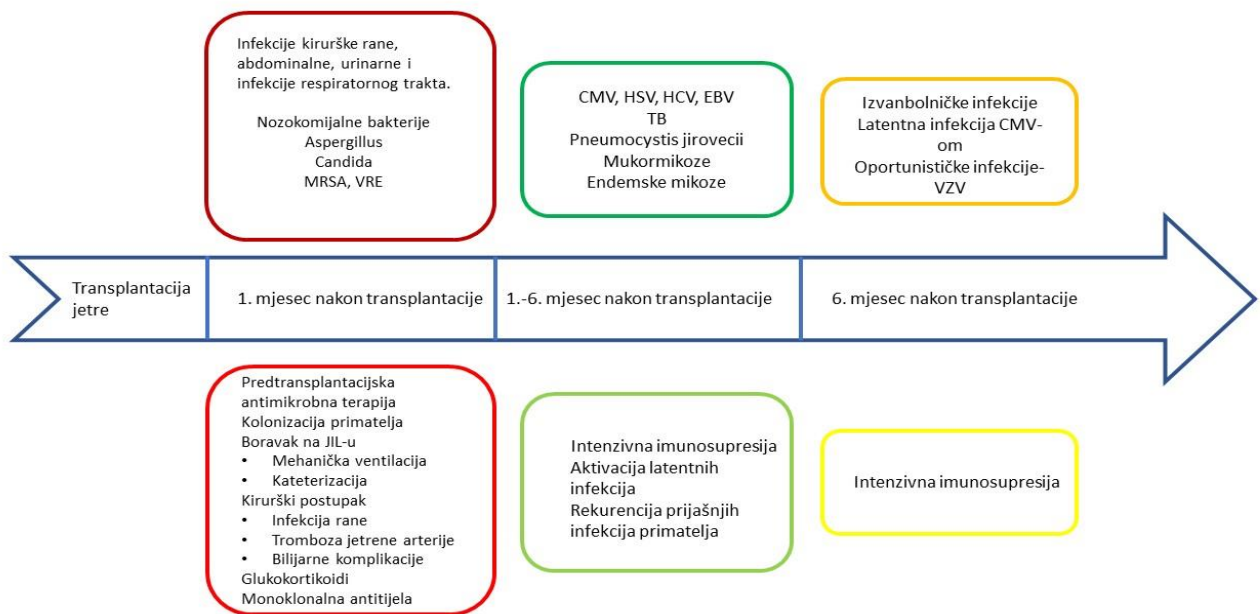 Infekcije kirurške rane,
abdominalne, urinarne i
infekcije respiratornog trakta.
Nozokomijalne bakterije
Aspergillus
Candida
MRSA, VRE
CMV, HSV, HCV, EBV
TB
Pneumocystis jirovecii
Mukormikoze
Endemske mikoze
Izvanbolničke infekcije
Latentna infekcija CMV-
om
Oportunističke infekcije-
VZV
Transplantacija
jetre
1. mjesec nakon transplantacije
1.-6. mjesec nakon transplantacije
6. mjesec nakon transplantacije
Predtransplantacijska
antimikrobna terapija
Kolonizacija primatelja
Boravak na JIL-u
• Mehanička ventilacija
• Kateterizacija
Kirurški postupak
• Infekcija rane
• Tromboza jetrene arterije
• Bilijarne komplikacije
Glukokortikoidi
Monoklonalna antitijela
Intenzivna imunosupresija
Aktivacija latentnih
infekcija
Rekurencija prijašnjih
infekcija primatelja
Intenzivna imunosupresija